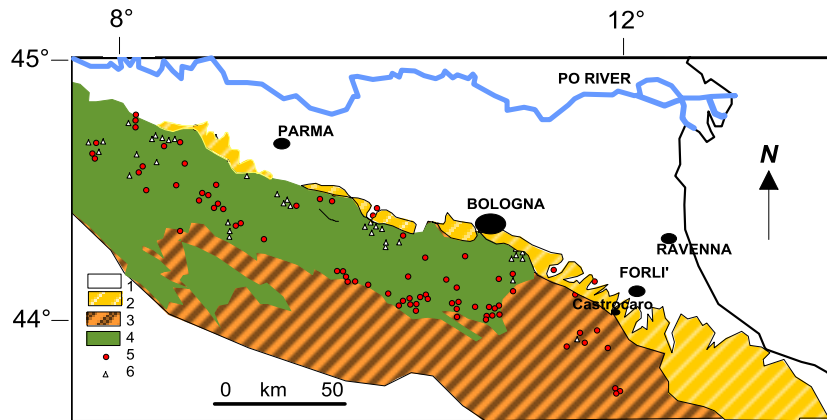 8° 12°
45°
PO RIVER
PARMA
N
BOLOGNA
RAVENNA
FORLI'
1
2
Castrocaro
3
44°
4
5
6
0 km 50